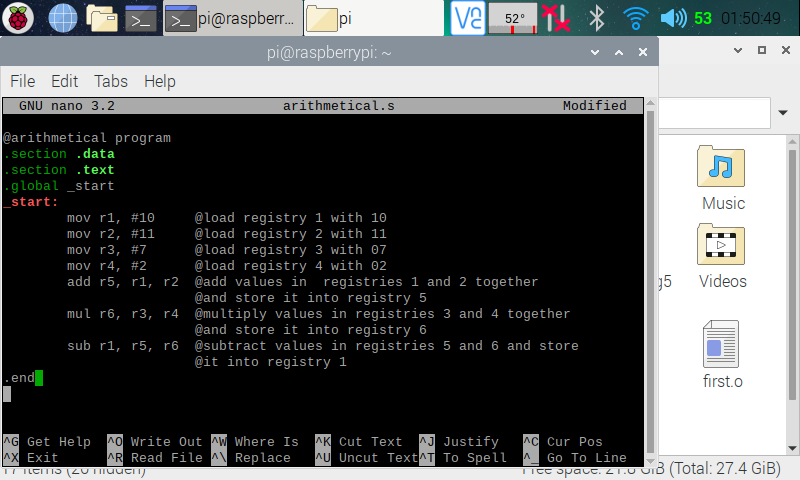 pi@raspberr...
pi
VC
52°
53
01:50:49
pi@raspberrypi: ~
File Edit Tabs Help
GNU nano 3.2 arithmetical.s Modified
@arithmetical program
.section .data
.section .text
.global _start
_start:
mov r1, #10 @load registry 1 with 10
mov r2, #11 @load registry 2 with 11
mov r3, #7 @load registry 3 with 07
mov r4, #2 @load registry 4 with 02
add r5, r1, r2 @add values in  registries 1 and 2 together
@and store it into registry 5
mul r6, r3, r4 @multiply values in registries 3 and 4 together
@and store it into registry 6
sub r1, r5, r6 @subtract values in registries 5 and 6 and store
@it into registry 1
.end
^G Get Help ^O Write Out ^W Where Is ^K Cut Text ^J Justify ^C Cur Pos
^X Exit ^R Read File ^\ Replace ^U Uncut Text ^T To Spell ^_ Go To Line
Music
g5
Videos
first.o
17 items (20 hidden)
Free space: 21.8 GiB (Total: 27.4 GiB)